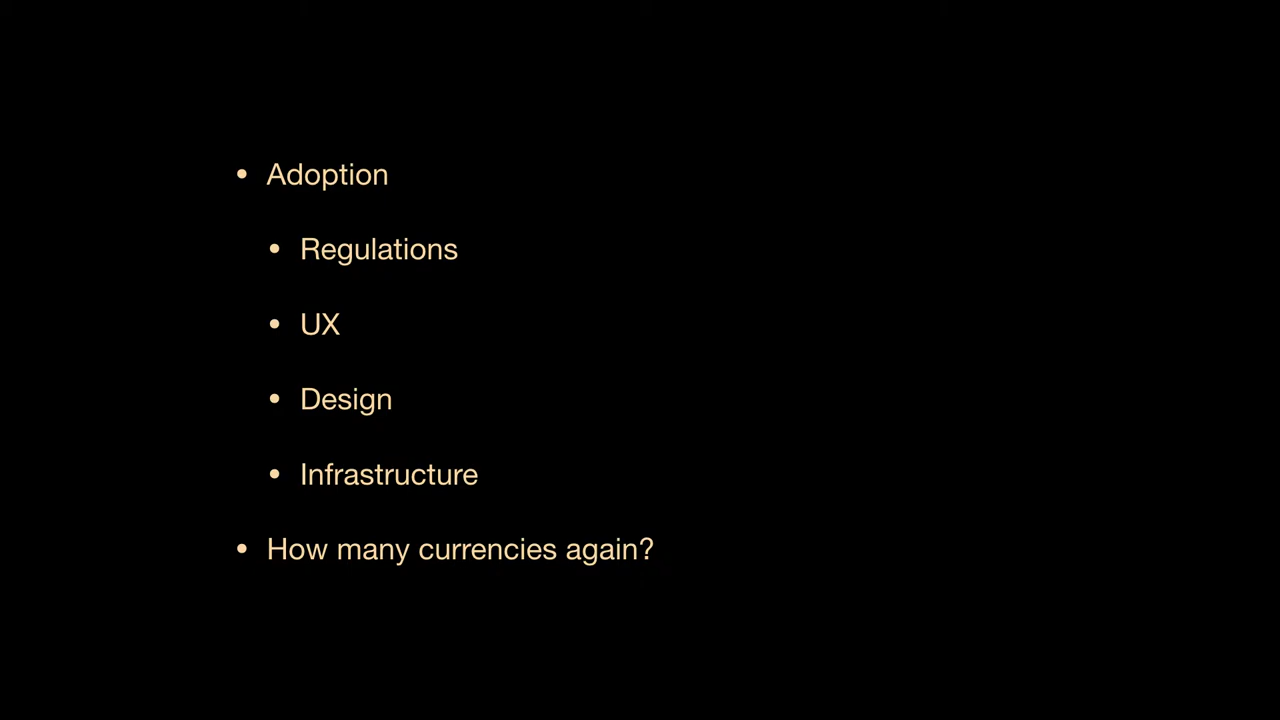 • Adoption
• Regulations
• UX
• Design
• Infrastructure
• How many currencies again?